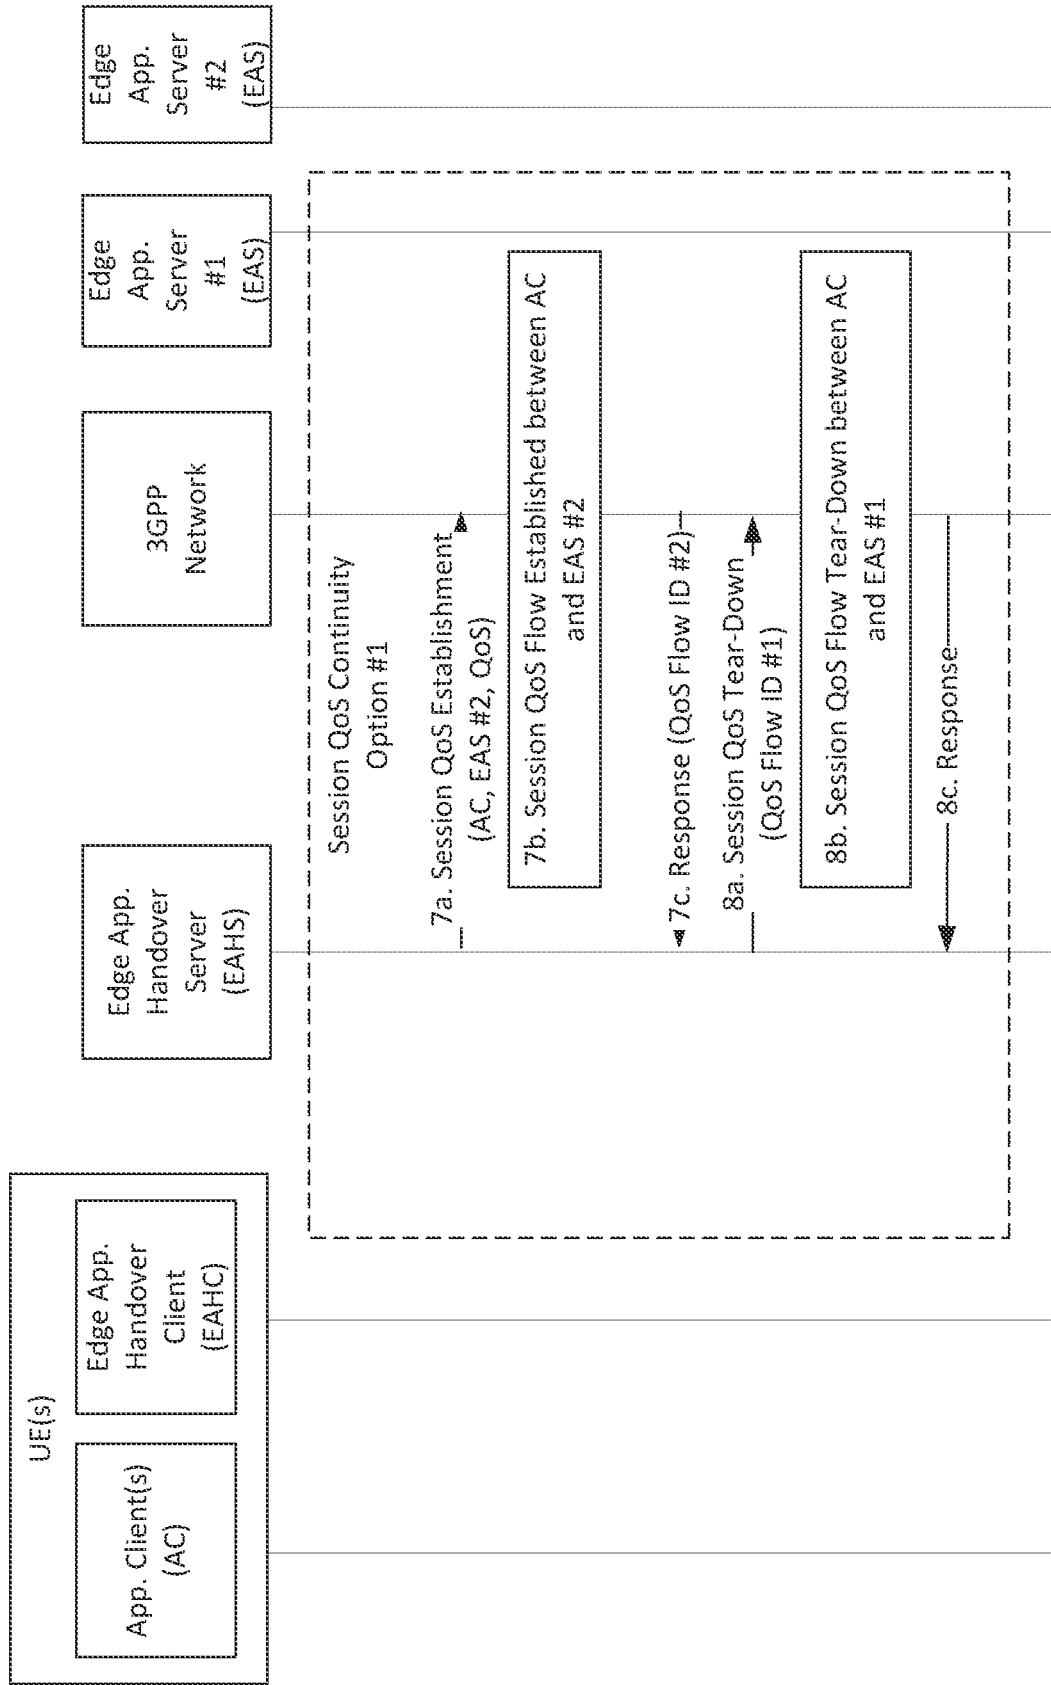 UE(s)
App. Client(s)
(AC)
Edge App.
Handover
Client
(EAHC)
Edge App.
Handover
Server
(EAHS)
3GPP
Network
Edge
App.
Server
#1
(EAS)
Edge
App.
Server
#2
(EAS)
Session QoS Continuity
Option #1
7a. Session QoS Establishment
(AC, EAS #2, QoS)
7b. Session QoS Flow Established between AC
and EAS #2
7c. Response (QoS Flow ID #2)
8a. Session QoS Tear-Down
(QoS Flow ID #1)
8b. Session QoS Flow Tear-Down between AC
and EAS #1
8c. Response